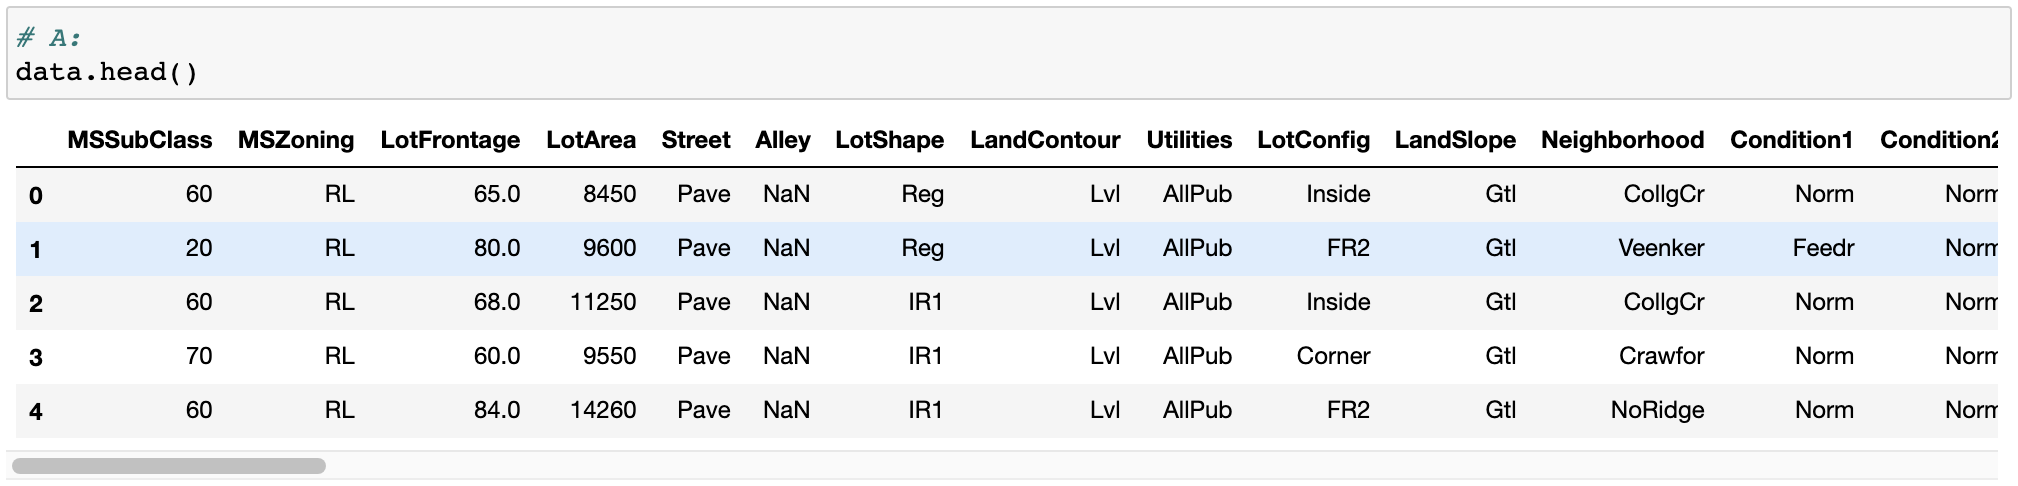 # A:
data.head()
MSSubClass MSZoning LotFrontage LotArea Street Alley LotShape LandContour Utilities LotConfig LandSlope Neighborhood Condition1 Condition2
0 60 RL 65.0 8450 Pave NaN Reg Lvl AllPub Inside Gtl CollgCr Norm Norm
1 20 RL 80.0 9600 Pave NaN Reg Lvl AllPub FR2 Gtl Veenker Feedr Norm
2 60 RL 68.0 11250 Pave NaN IR1 Lvl AllPub Inside Gtl CollgCr Norm Norm
3 70 RL 60.0 9550 Pave NaN IR1 Lvl AllPub Corner Gtl Crawfor Norm Norm
4 60 RL 84.0 14260 Pave NaN IR1 Lvl AllPub FR2 Gtl NoRidge Norm Norm